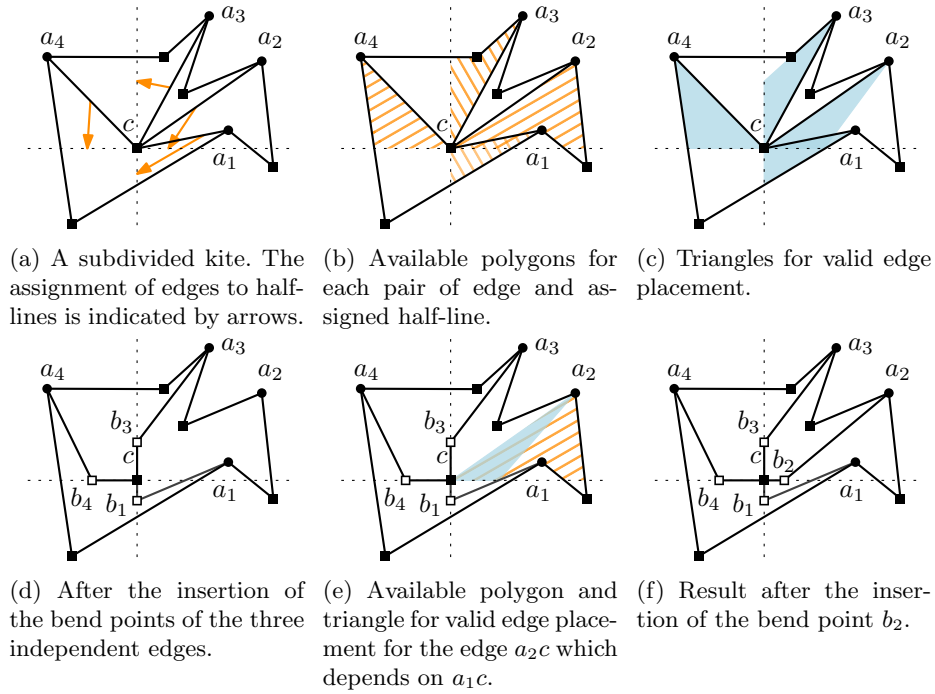 a3
a4
a2
c
a1
a3
a4
a2
c
a1
a3
a4
a2
c
a1
(a) A subdivided kite. The
assignment of edges to half-
lines is indicated by arrows.
(b) Available polygons for
each pair of edge and as-
signed half-line.
(c) Triangles for valid edge
placement.
a3
a4
a2
b3
c
b4
b1
a1
a3
a4
a2
b3
c
b4
b1
a1
a3
a4
a2
b3
c
b2
b4
b1
a1
(d) After the insertion of
the bend points of the three
independent edges.
(e) Available polygon and
triangle for valid edge place-
ment for the edge a2c which
depends on a1c.
(f) Result after the inser-
tion of the bend point b2.